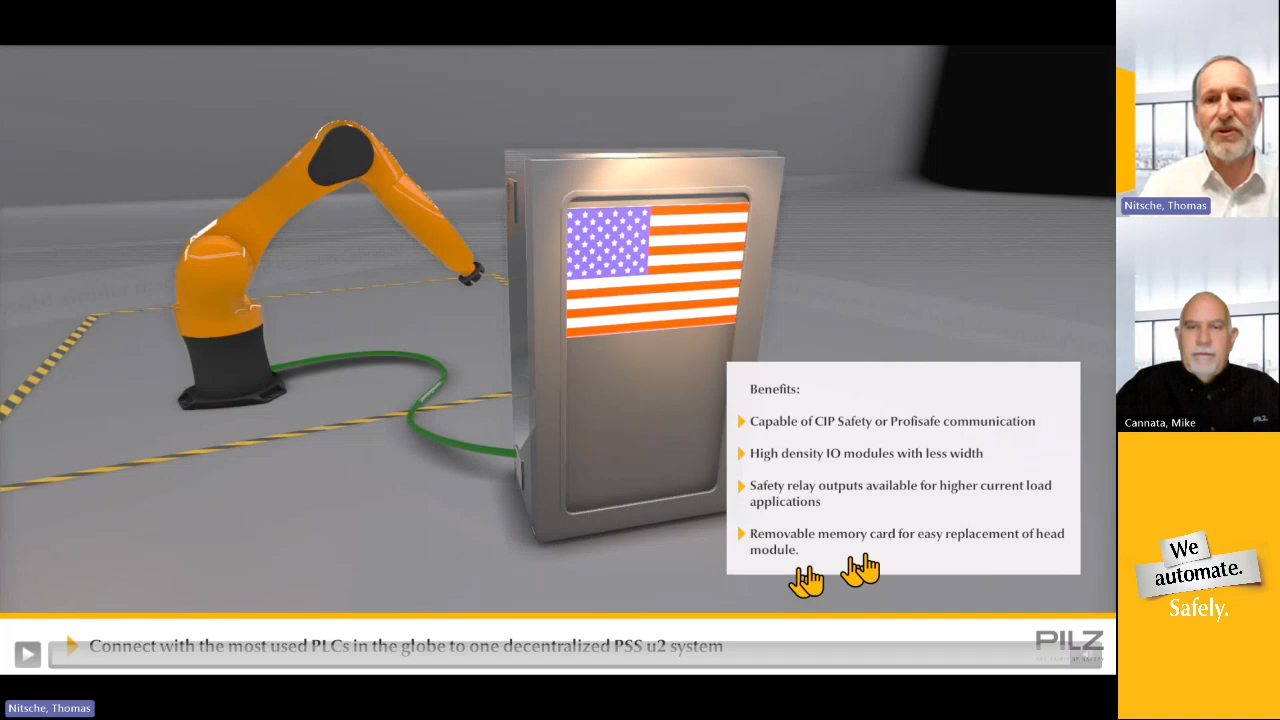 Benefits:
Capable of CIP Safety or Profisafe communication
High density IO modules with less width
Safety relay outputs available for higher current load
applications
Removable memory card for easy replacement of head
module.
Connect with the most used PLCs in the globe to one decentralized PSS u2 system
PILZ
Nitsche, Thomas
Nitsche, Thomas
PILZ
Cannata, Mike
We
automate.
Safely.